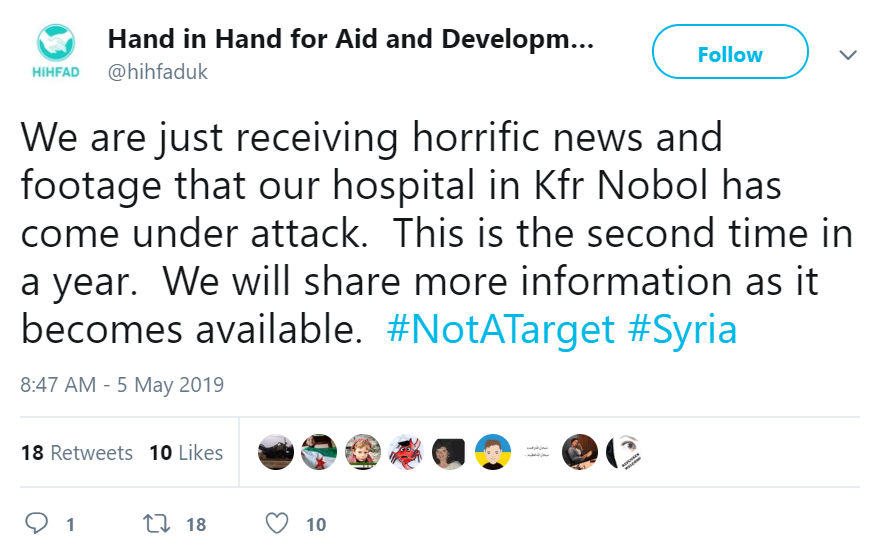 Hand in Hand for Aid and Developm...
HIHFAD
@hihfaduk
Follow
We are just receiving horrific news and
footage that our hospital in Kfr Nobol has
come under attack.  This is the second time in
a year.  We will share more information as it
becomes available.  #NotATarget #Syria
8:47 AM - 5 May 2019
18 Retweets 10 Likes
1 18 10